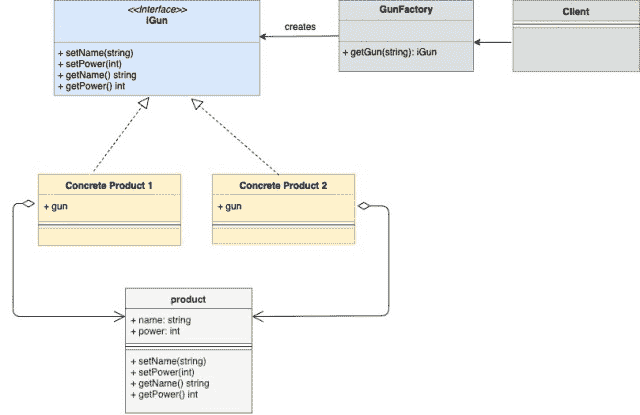 <<Interface>>
iGun
+ setName(string)
+ setPower(int)
+ getName() string
+ getPower() int
creates
GunFactory
+ getGun(string): iGun
Client
Concrete Product 1
+ gun
Concrete Product 2
+ gun
product
+ name: string
+ power: int
+ setName(string)
+ setPower(int)
+ getName() string
+ getPower() int